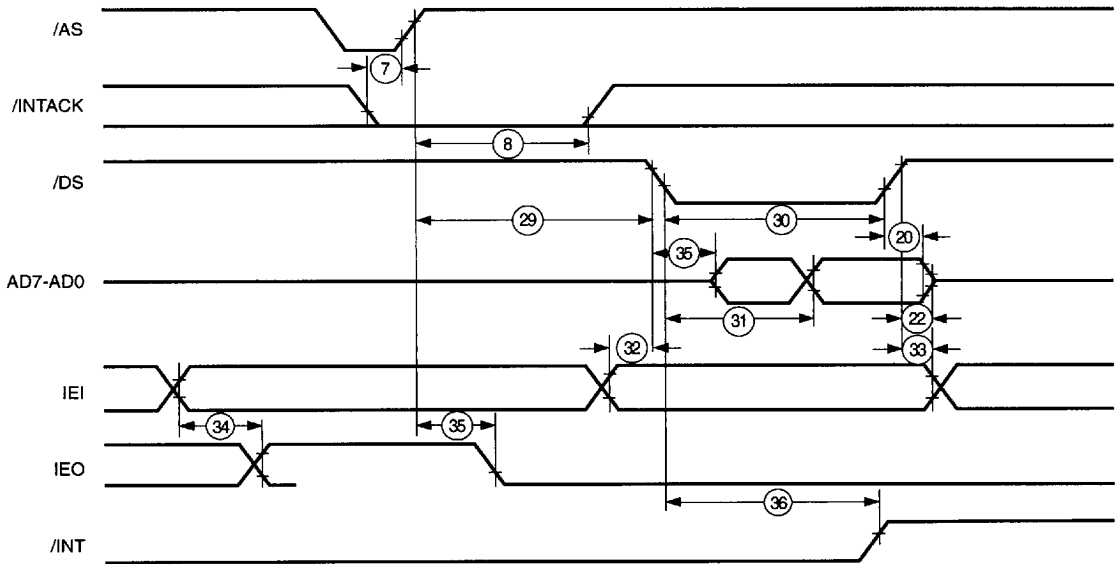 /AS
7
/INTACK
8
/DS
29
30
20
35
AD7-AD0
31
22
32
33
IEI
34
35
IEO
36
/INT